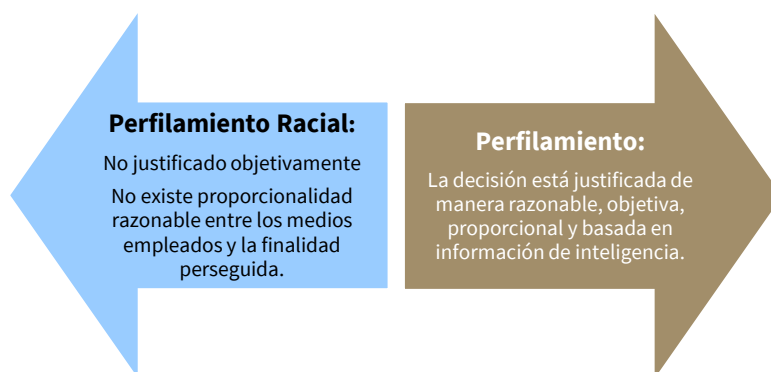 Perfilamiento Racial:
No justificado objetivamente
No existe proporcionalidad
razonable entre los medios
empleados y la finalidad
perseguida.
Perfilamiento:
La decisión está justificada de
manera razonable, objetiva,
proporcional y basada en
información de inteligencia.